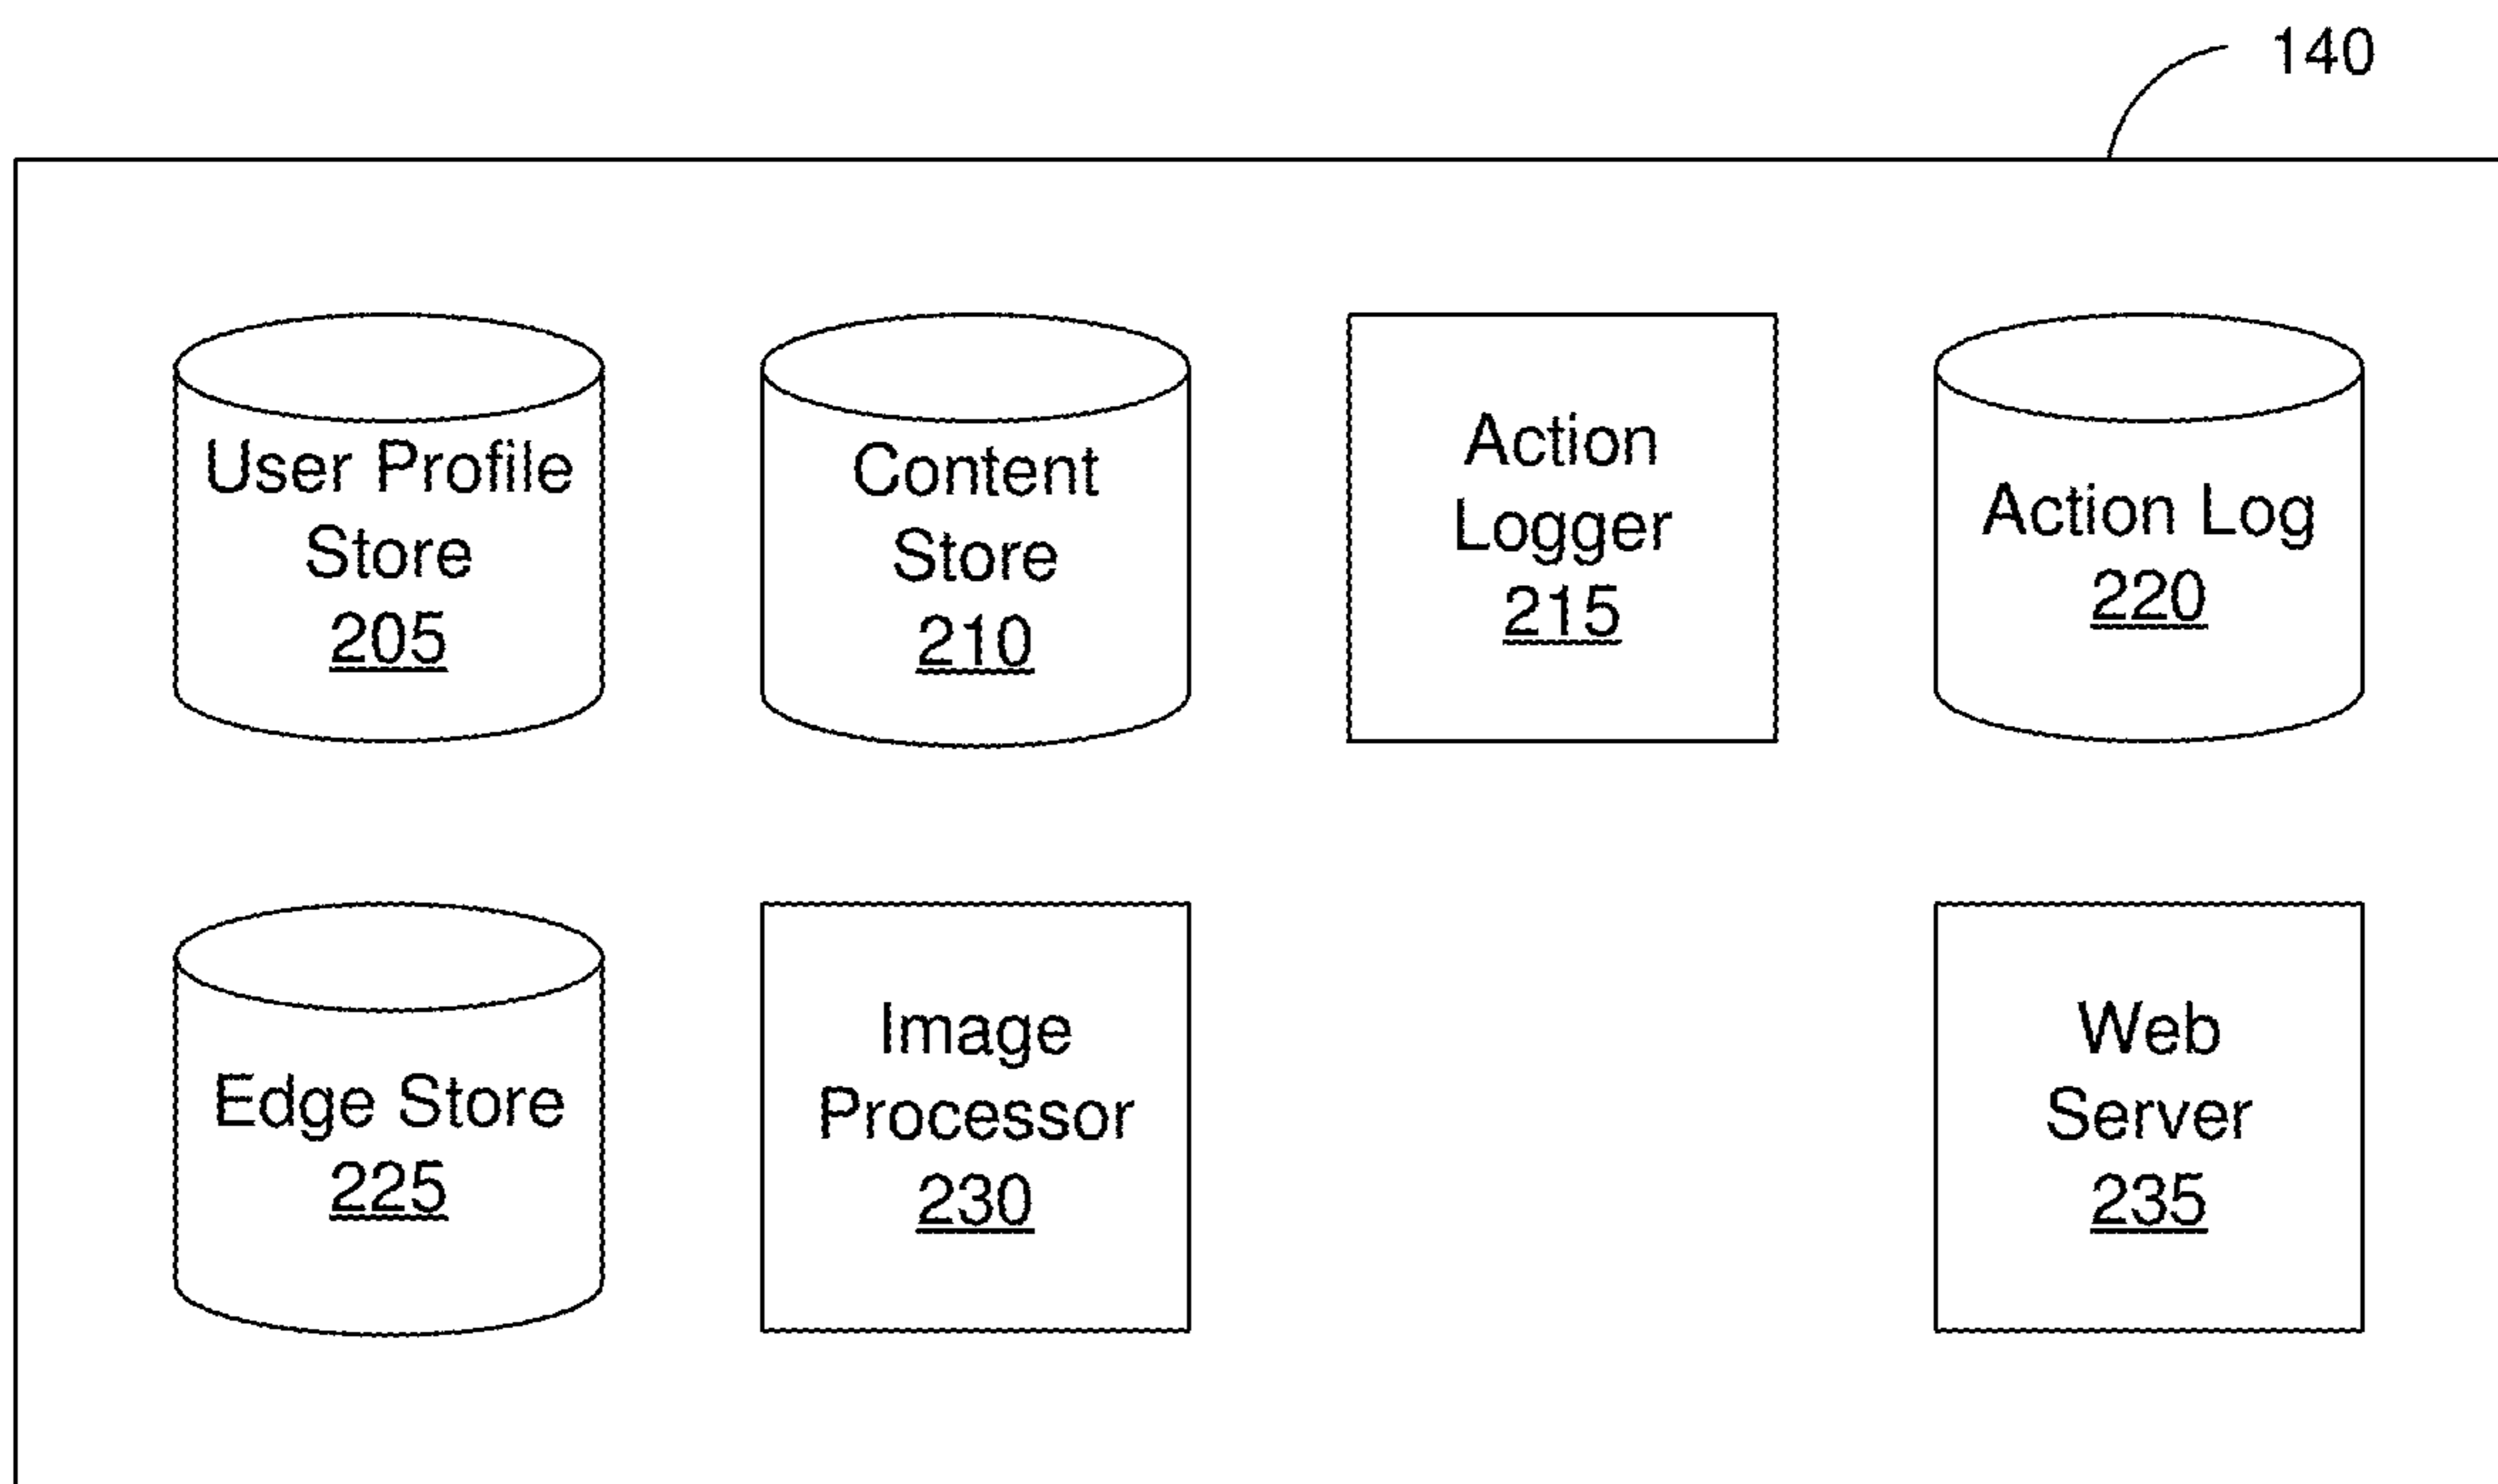 140
User Profile
Store
205
Content
Store
210
Action
Logger
215
Action Log
220
Edge Store
225
Image
Processor
230
Web
Server
235